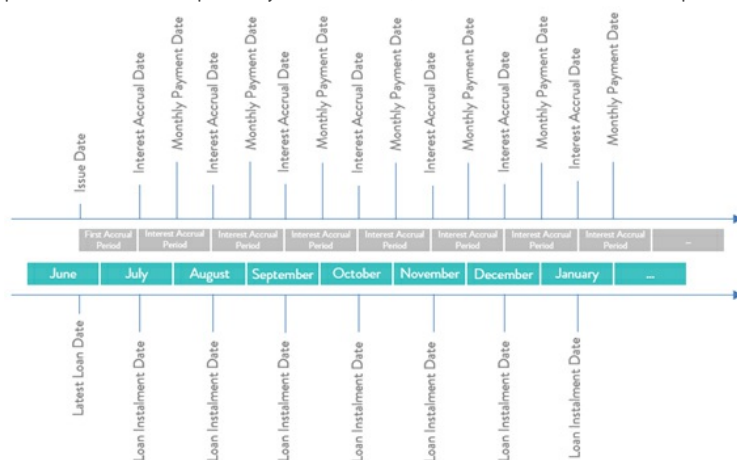 Issue Date
Interest Accrual Date
Monthly Payment Date
Interest Accrual Date
Monthly Payment Date
Interest Accrual Date
Monthly Payment Date
Interest Accrual Date
Monthly Payment Date
Interest Accrual Date
Monthly Payment Date
Interest Accrual Date
Monthly Payment Date
Interest Accrual Date
Monthly Payment Date
First Accrual
Period
Interest Accrual
Period
Interest Accrual
Period
Interest Accrual
Period
Interest Accrual
Period
Interest Accrual
Period
Interest Accrual
Period
Interest Accrual
Period
...
June
July
August
September
October
November
December
January
...
Latest Loan Date
Loan Instalment Date
Loan Instalment Date
Loan Instalment Date
Loan Instalment Date
Loan Instalment Date
Loan Instalment Date
Loan Instalment Date